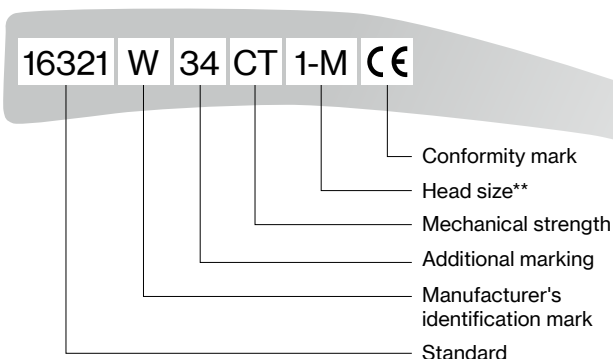 16321 W 34 CT 1-M CE
Conformity mark
Head size**
Mechanical strength
Additional marking
Manufacturer's
identification mark
Standard